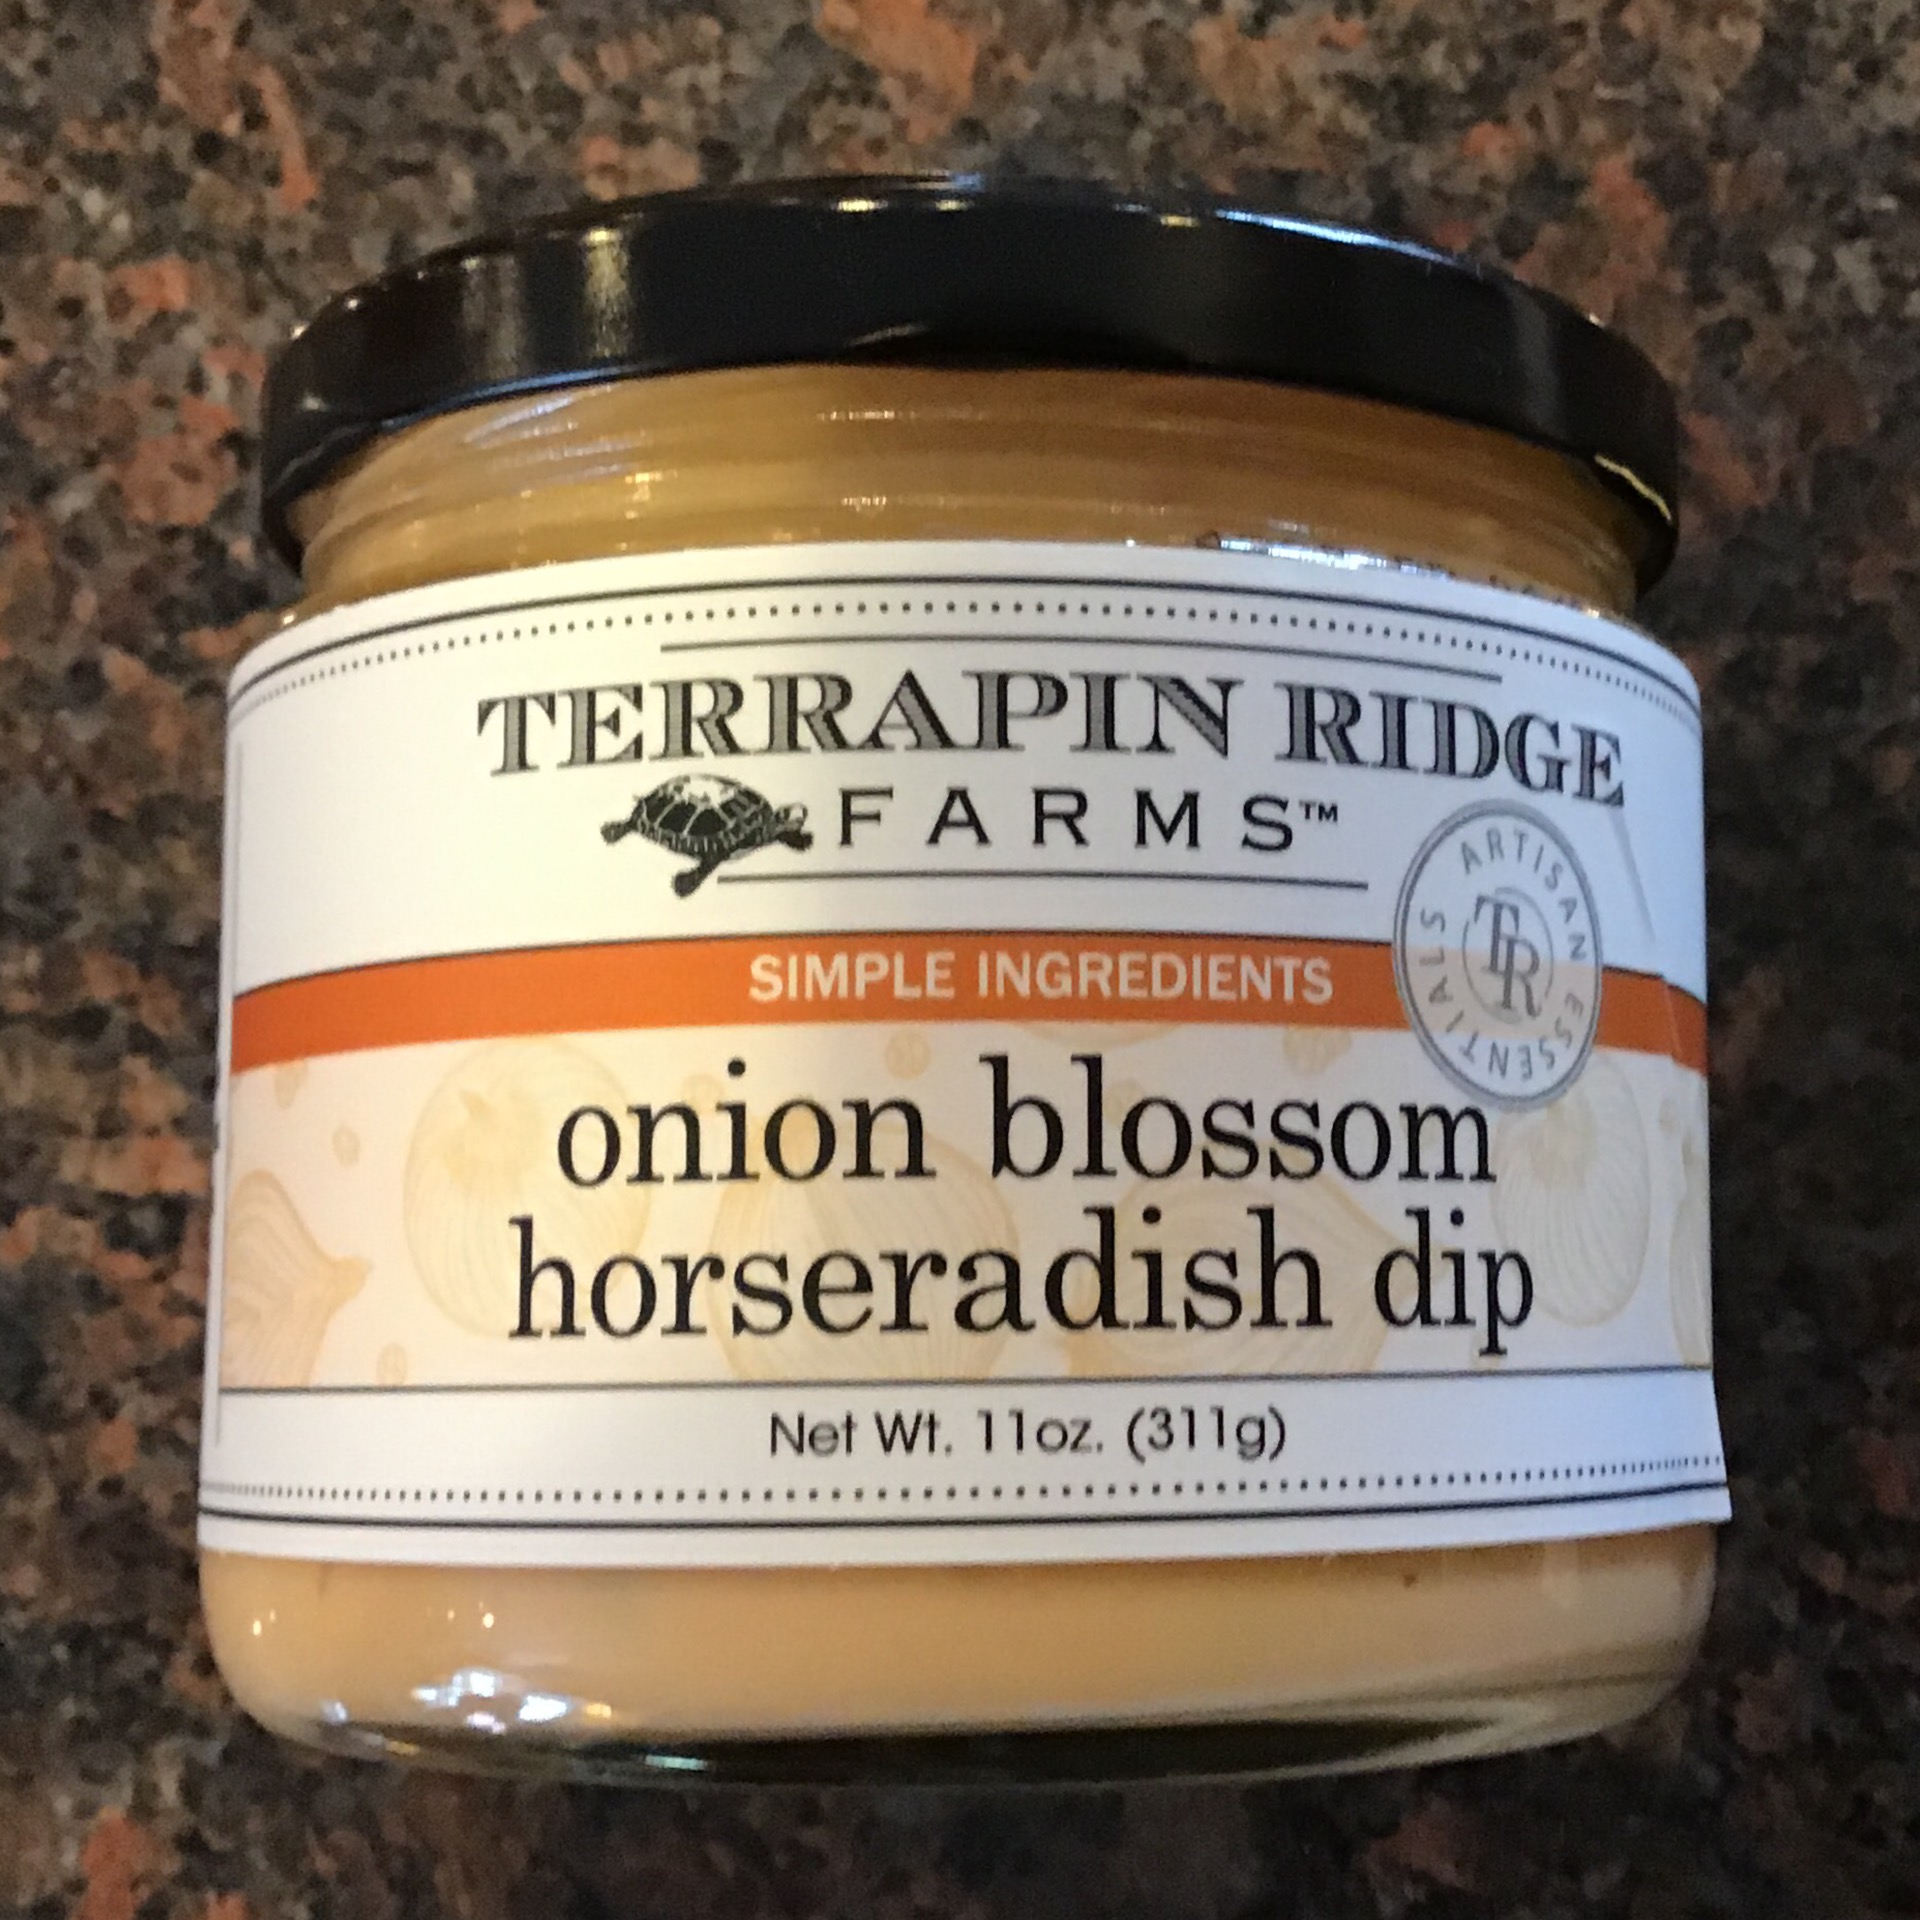 TERRAPIN RIDGE
FARMS™
ARTISAN ESSENTIALS
TR
SIMPLE INGREDIENTS
onion blossom
horseradish dip
Net Wt. 11oz. (311g)